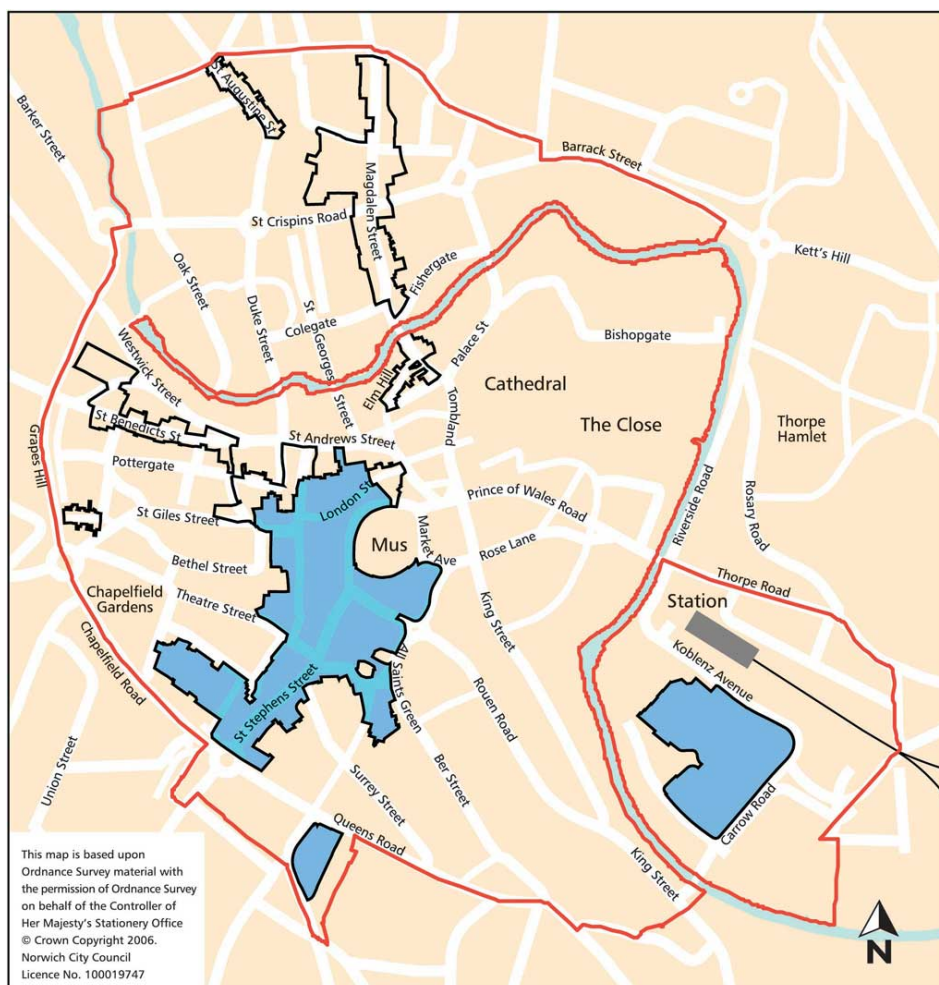 St Augustine St
Barker Street
Magdalen Street
Barrack Street
St Crispins Road
Kett's Hill
Oak Street
Duke Street
St Georges Street
Fishergate
Colegate
Palace St
Bishopgate
Westwick Street
Elm Hill
Cathedral
Tombland
The Close
Thorpe
Hamlet
St Benedicts St
St Andrews Street
Grapes Hill
Pottergate
London St
Prince of Wales Road
Riverside Road
Rosary Road
St Giles Street
Mus
Market Ave
Rose Lane
Bethel Street
Chapelfield
Gardens
Theatre Street
King Street
Thorpe Road
Station
Koblenz Avenue
Chapelfield Road
St Stephens Street
All Saints Green
Rouen Road
Union Street
Surrey Street
Ber Street
Carrow Road
Queens Road
King Street
This map is based upon
Ordnance Survey material with
the permission of Ordnance Survey
on behalf of the Controller of
Her Majesty's Stationery Office
© Crown Copyright 2006.
Norwich City Council
Licence No. 100019747
N